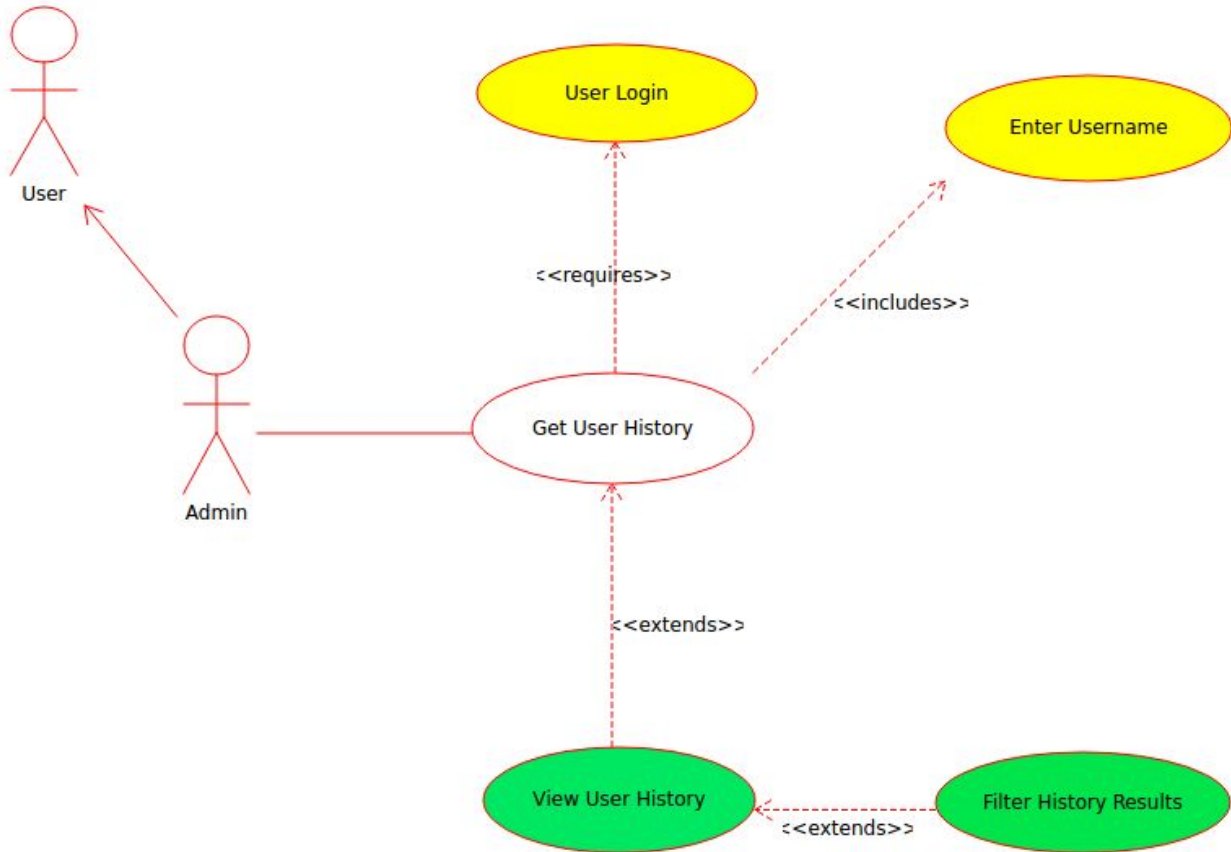 User Login
Enter Username
User
<<requires>>
<<includes>>
Get User History
Admin
<<extends>>
View User History
Filter History Results
<<extends>>